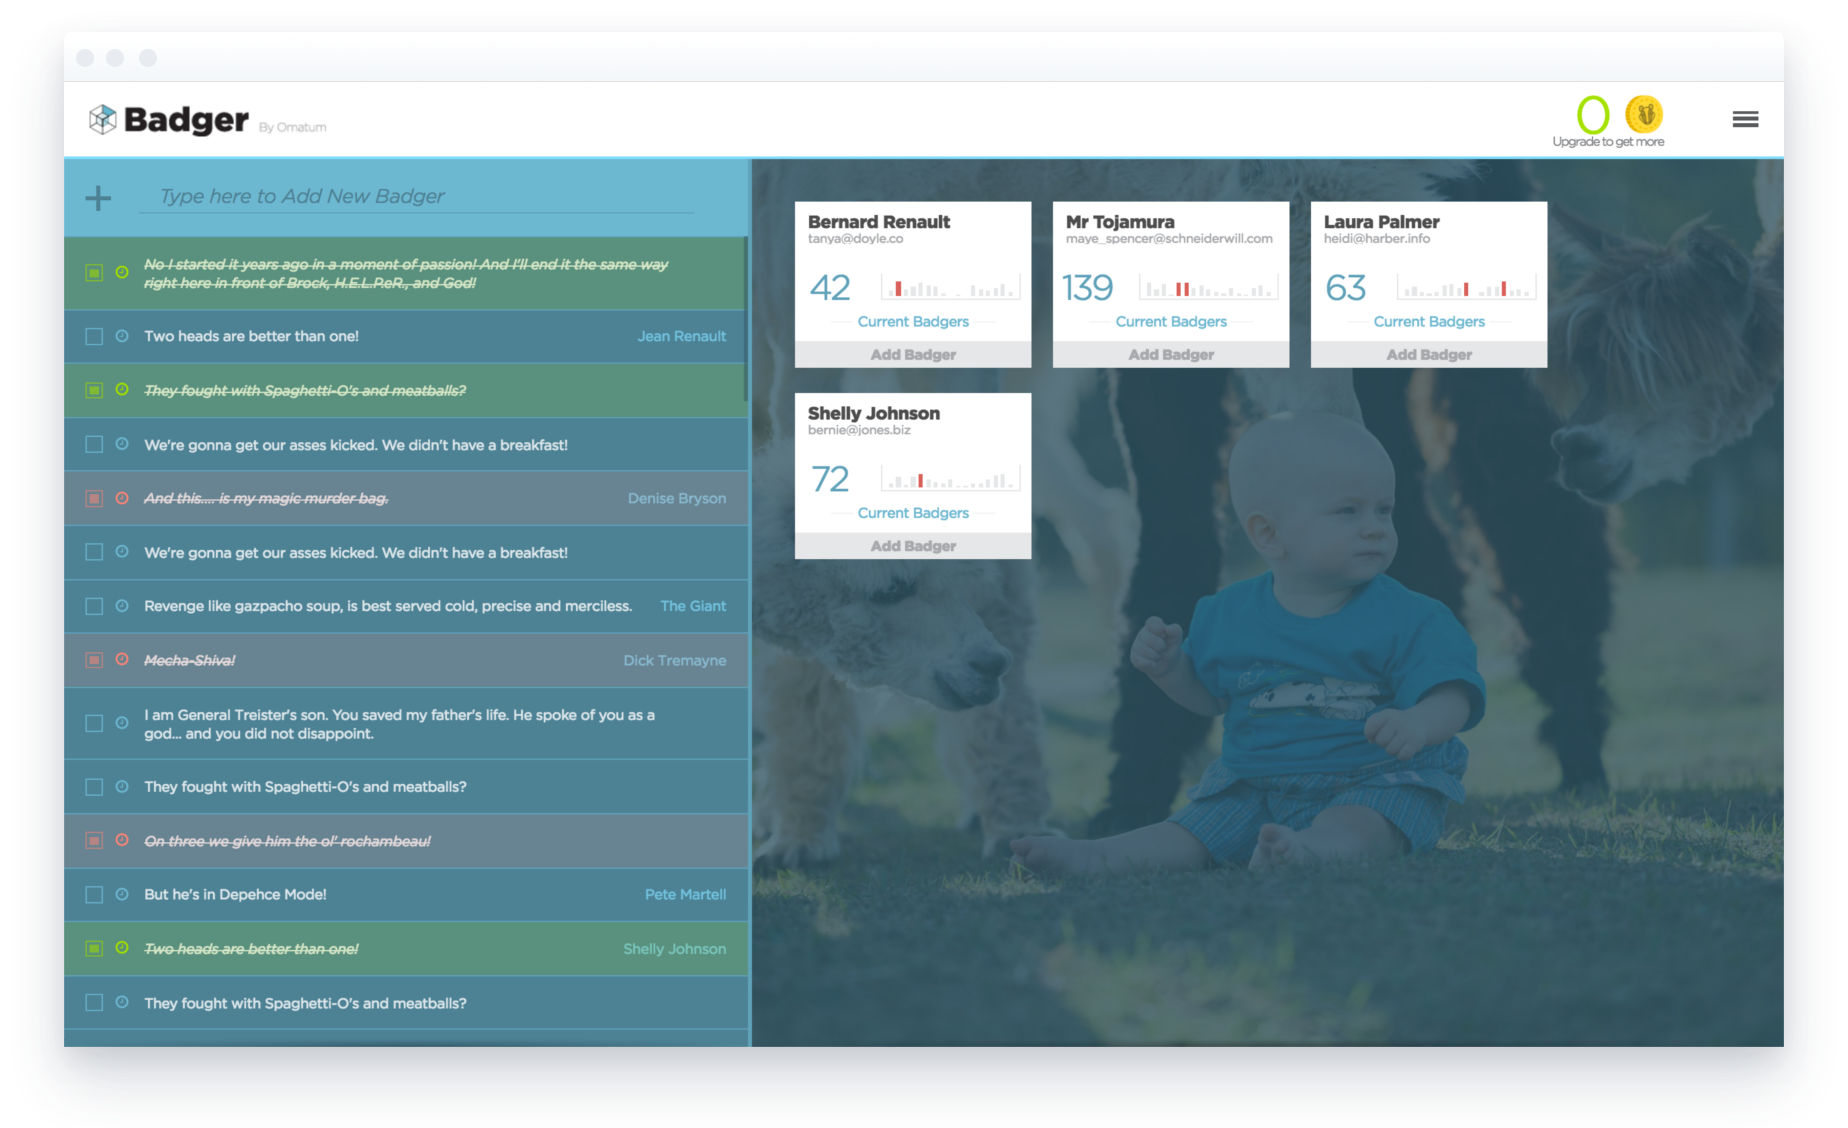 Badger By Omatum
0
Upgrade to get more
Type here to Add New Badger
No I started it years ago in a moment of passion! And I'll end it the same way
right here in front of Brock, H.E.L.P.eR., and God!
Two heads are better than one! Jean Renault
They fought with Spaghetti-O's and meatballs?
We're gonna get our asses kicked. We didn't have a breakfast!
And this.... is my magic murder bag. Denise Bryson
We're gonna get our asses kicked. We didn't have a breakfast!
Revenge like gazpacho soup, is best served cold, precise and merciless. The Giant
Mecha-Shiva! Dick Tremayne
I am General Treister's son. You saved my father's life. He spoke of you as a
god... and you did not disappoint.
They fought with Spaghetti-O's and meatballs?
On three we give him the ol' rochambeau!
But he's in Depehce Mode! Pete Martell
Two heads are better than one! Shelly Johnson
They fought with Spaghetti-O's and meatballs?
Bernard Renault
tanya@doyle.co
42
Current Badgers
Add Badger
Mr Tojamura
maye_spencer@schneiderwill.com
139
Current Badgers
Add Badger
Laura Palmer
heidi@harber.info
63
Current Badgers
Add Badger
Shelly Johnson
bernie@jones.biz
72
Current Badgers
Add Badger